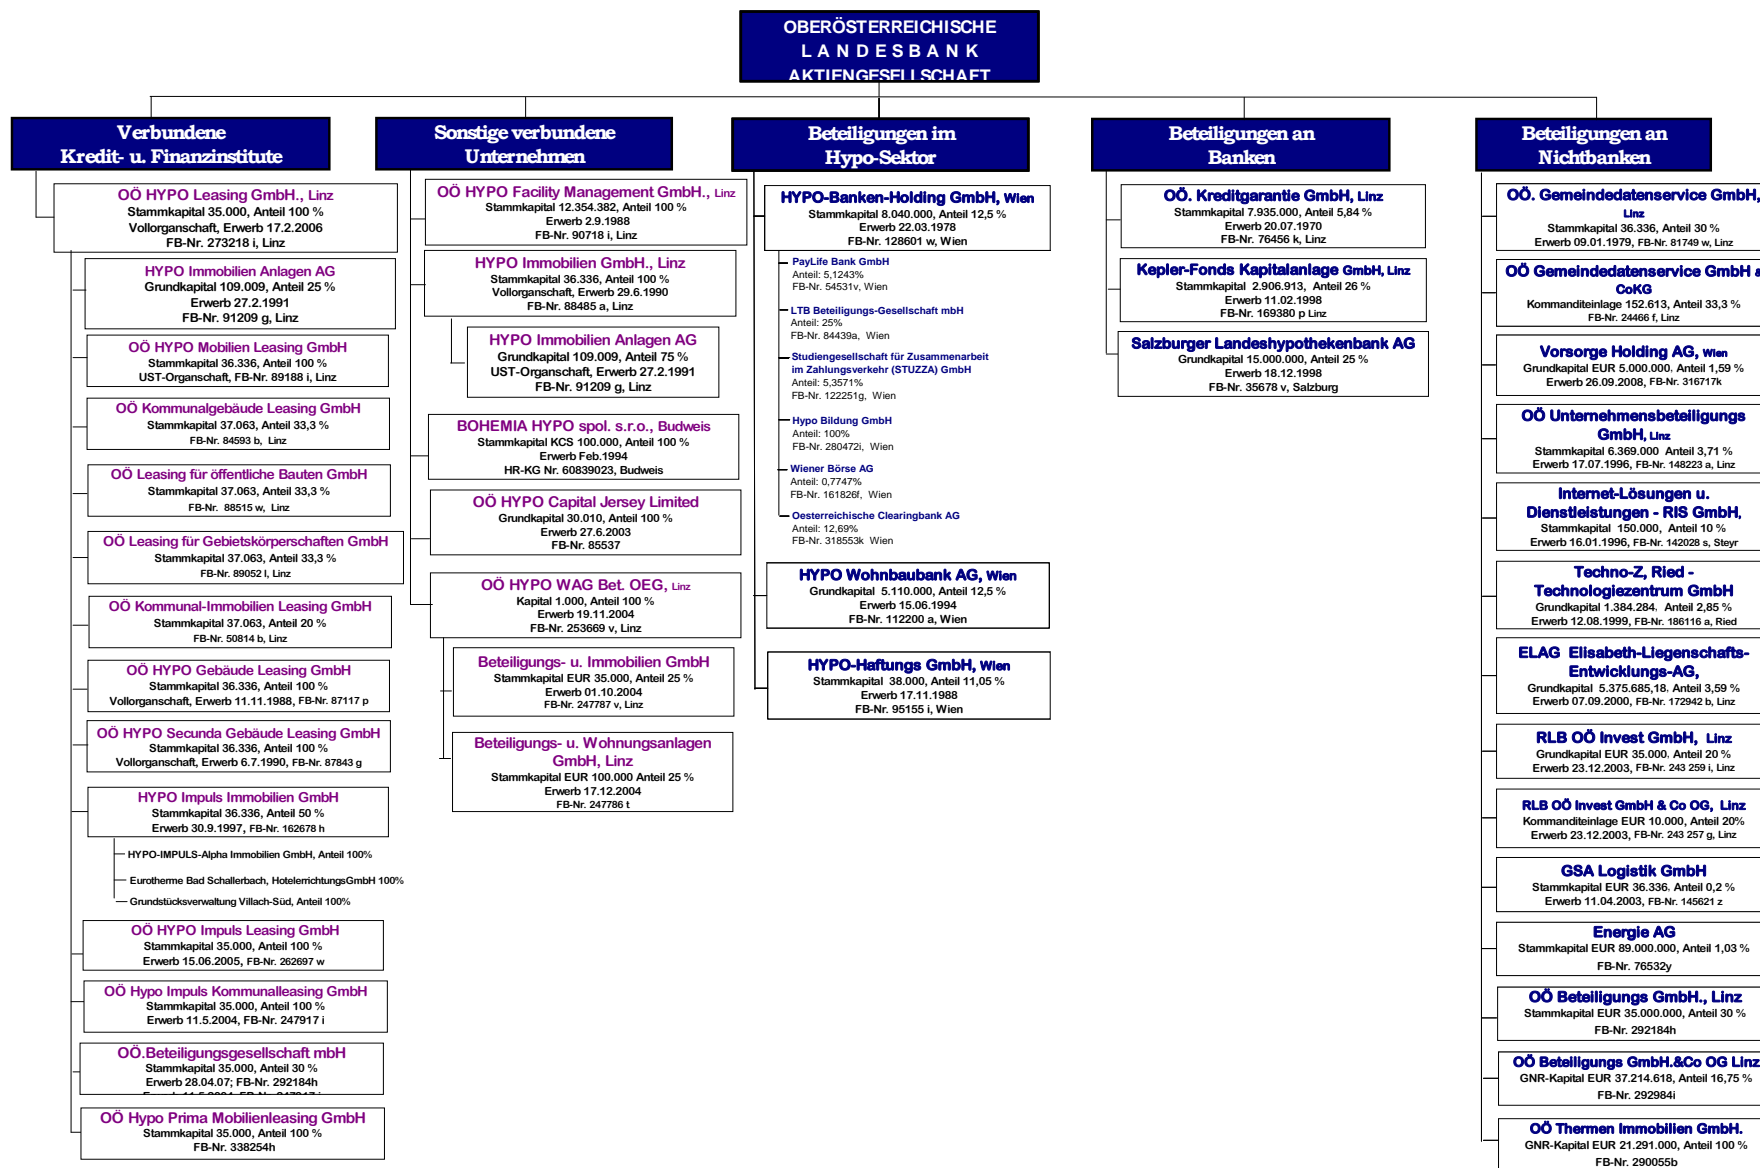 OBERÖSTERREICHISCHE
L A N D E S B A N K
AKTIENGESELLSCHAFT
Verbundene
Kredit- u. Finanzinstitute
OÖ HYPO Leasing GmbH., Linz
Stammkapital 35.000, Anteil 100 %
Vollorganschaft, Erwerb 17.2.2006
FB-Nr. 273218 i, Linz
HYPO Immobilien Anlagen AG
Grundkapital 109.009, Anteil 25 %
Erwerb 27.2.1991
FB-Nr. 91209 g, Linz
OÖ HYPO Mobilien Leasing GmbH
Stammkapital 36.336, Anteil 100 %
UST-Organschaft, FB-Nr. 89188 i, Linz
OÖ Kommunalgebäude Leasing GmbH
Stammkapital 37.063, Anteil 33,3 %
FB-Nr. 84593 b, Linz
OÖ Leasing für öffentliche Bauten GmbH
Stammkapital 37.063, Anteil 33,3 %
FB-Nr. 88515 w, Linz
OÖ Leasing für Gebietskörperschaften GmbH
Stammkapital 37.063, Anteil 33,3 %
FB-Nr. 89052 l, Linz
OÖ Kommunal-Immobilien Leasing GmbH
Stammkapital 37.063, Anteil 20 %
FB-Nr. 50814 b, Linz
OÖ HYPO Gebäude Leasing GmbH
Stammkapital 36.336, Anteil 100 %
Vollorganschaft, Erwerb 11.11.1988, FB-Nr. 87117 p
OÖ HYPO Secunda Gebäude Leasing GmbH
Stammkapital 36.336, Anteil 100 %
Vollorganschaft, Erwerb 6.7.1990, FB-Nr. 87843 g
HYPO Impuls Immobilien GmbH
Stammkapital 36.336, Anteil 50 %
Erwerb 30.9.1997, FB-Nr. 162678 h
HYPO-IMPULS-Alpha Immobilien GmbH, Anteil 100%
Eurotherme Bad Schallerbach, HotelerrichtungsGmbH 100%
Grundstücksverwaltung Villach-Süd, Anteil 100%
OÖ HYPO Impuls Leasing GmbH
Stammkapital 35.000, Anteil 100 %
Erwerb 15.06.2005, FB-Nr. 262697 w
OÖ Hypo Impuls Kommunalleasing GmbH
Stammkapital 35.000, Anteil 100 %
Erwerb 11.5.2004, FB-Nr. 247917 i
OÖ.Beteiligungsgesellschaft mbH
Stammkapital 35.000, Anteil 30 %
Erwerb 28.04.07; FB-Nr. 292184h
Erwerb 11.5.2004, FB-Nr. 247917 i
OÖ Hypo Prima Mobilienleasing GmbH
Stammkapital 35.000, Anteil 100 %
FB-Nr. 338254h
Sonstige verbundene
Unternehmen
OÖ HYPO Facility Management GmbH., Linz
Stammkapital 12.354.382, Anteil 100 %
Erwerb 2.9.1988
FB-Nr. 90718 i, Linz
HYPO Immobilien GmbH., Linz
Stammkapital 36.336, Anteil 100 %
Vollorganschaft, Erwerb 29.6.1990
FB-Nr. 88485 a, Linz
HYPO Immobilien Anlagen AG
Grundkapital 109.009, Anteil 75 %
UST-Organschaft, Erwerb 27.2.1991
FB-Nr. 91209 g, Linz
BOHEMIA HYPO spol. s.r.o., Budweis
Stammkapital KCS 100.000, Anteil 100 %
Erwerb Feb.1994
HR-KG Nr. 60839023, Budweis
OÖ HYPO Capital Jersey Limited
Grundkapital 30.010, Anteil 100 %
Erwerb 27.6.2003
FB-Nr. 85537
OÖ HYPO WAG Bet. OEG, Linz
Kapital 1.000, Anteil 100 %
Erwerb 19.11.2004
FB-Nr. 253669 v, Linz
Beteiligungs- u. Immobilien GmbH
Stammkapital EUR 35.000, Anteil 25 %
Erwerb 01.10.2004
FB-Nr. 247787 v, Linz
Beteiligungs- u. Wohnungsanlagen
GmbH, Linz
Stammkapital EUR 100.000 Anteil 25 %
Erwerb 17.12.2004
FB-Nr. 247786 t
Beteiligungen im
Hypo-Sektor
HYPO-Banken-Holding GmbH, Wien
Stammkapital 8.040.000, Anteil 12,5 %
Erwerb 22.03.1978
FB-Nr. 128601 w, Wien
PayLife Bank GmbH
Anteil: 5,1243%
FB-Nr. 54531v, Wien
LTB Beteiligungs-Gesellschaft mbH
Anteil: 25%
FB-Nr. 84439a, Wien
Studiengesellschaft für Zusammenarbeit
im Zahlungsverkehr (STUZZA) GmbH
Anteil: 5,3571%
FB-Nr. 122251g, Wien
Hypo Bildung GmbH
Anteil: 100%
FB-Nr. 280472i, Wien
Wiener Börse AG
Anteil: 0,7747%
FB-Nr. 161826f, Wien
Oesterreichische Clearingbank AG
Anteil: 12,69%
FB-Nr. 318553k Wien
HYPO Wohnbaubank AG, Wien
Grundkapital 5.110.000, Anteil 12,5 %
Erwerb 15.06.1994
FB-Nr. 112200 a, Wien
HYPO-Haftungs GmbH, Wien
Stammkapital 38.000, Anteil 11,05 %
Erwerb 17.11.1988
FB-Nr. 95155 i, Wien
Beteiligungen an
Banken
OÖ. Kreditgarantie GmbH, Linz
Stammkapital 7.935.000, Anteil 5,84 %
Erwerb 20.07.1970
FB-Nr. 76456 k, Linz
Kepler-Fonds Kapitalanlage GmbH, Linz
Stammkapital 2.906.913, Anteil 26 %
Erwerb 11.02.1998
FB-Nr. 169380 p Linz
Salzburger Landeshypothekenbank AG
Grundkapital 15.000.000, Anteil 25 %
Erwerb 18.12.1998
FB-Nr. 35678 v, Salzburg
Beteiligungen an
Nichtbanken
OÖ. Gemeindedatenservice GmbH,
Linz
Stammkapital 36.336, Anteil 30 %
Erwerb 09.01.1979, FB-Nr. 81749 w, Linz
OÖ Gemeindedatenservice GmbH &
CoKG
Kommanditeinlage 152.613, Anteil 33,3 %
FB-Nr. 24466 f, Linz
Vorsorge Holding AG, Wien
Grundkapital EUR 5.000.000, Anteil 1,59 %
Erwerb 26.09.2008, FB-Nr. 316717k
OÖ Unternehmensbeteiligungs
GmbH, Linz
Stammkapital 6.369.000 Anteil 3,71 %
Erwerb 17.07.1996, FB-Nr. 148223 a, Linz
Internet-Lösungen u.
Dienstleistungen - RIS GmbH,
Stammkapital 150.000, Anteil 10 %
Erwerb 16.01.1996, FB-Nr. 142028 s, Steyr
Techno-Z, Ried -
Technologiezentrum GmbH
Grundkapital 1.384.284, Anteil 2,85 %
Erwerb 12.08.1999, FB-Nr. 186116 a, Ried
ELAG Elisabeth-Liegenschafts-
Entwicklungs-AG,
Grundkapital 5.375.685,18, Anteil 3,59 %
Erwerb 07.09.2000, FB-Nr. 172942 b, Linz
RLB OÖ Invest GmbH, Linz
Grundkapital EUR 35.000, Anteil 20 %
Erwerb 23.12.2003, FB-Nr. 243 259 i, Linz
RLB OÖ Invest GmbH & Co OG, Linz
Kommanditeinlage EUR 10.000, Anteil 20%
Erwerb 23.12.2003, FB-Nr. 243 257 g, Linz
GSA Logistik GmbH
Stammkapital EUR 36.336, Anteil 0,2 %
Erwerb 11.04.2003, FB-Nr. 145621 z
Energie AG
Stammkapital EUR 89.000.000, Anteil 1,03 %
FB-Nr. 76532y
OÖ Beteiligungs GmbH., Linz
Stammkapital EUR 35.000.000, Anteil 30 %
FB-Nr. 292184h
OÖ Beteiligungs GmbH.&Co OG Linz
GNR-Kapital EUR 37.214.618, Anteil 16,75 %
FB-Nr. 292984i
OÖ Thermen Immobilien GmbH.
GNR-Kapital EUR 21.291.000, Anteil 100 %
FB-Nr. 290055b